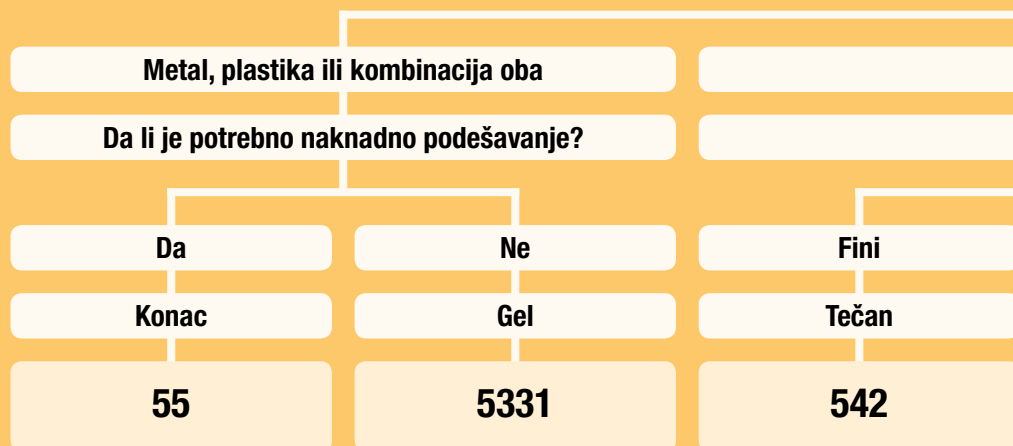 Metal, plastika ili kombinacija oba
Da li je potrebno naknadno podešavanje?
Da
Ne
Fini
Konac
Gel
Tečan
55
5331
542